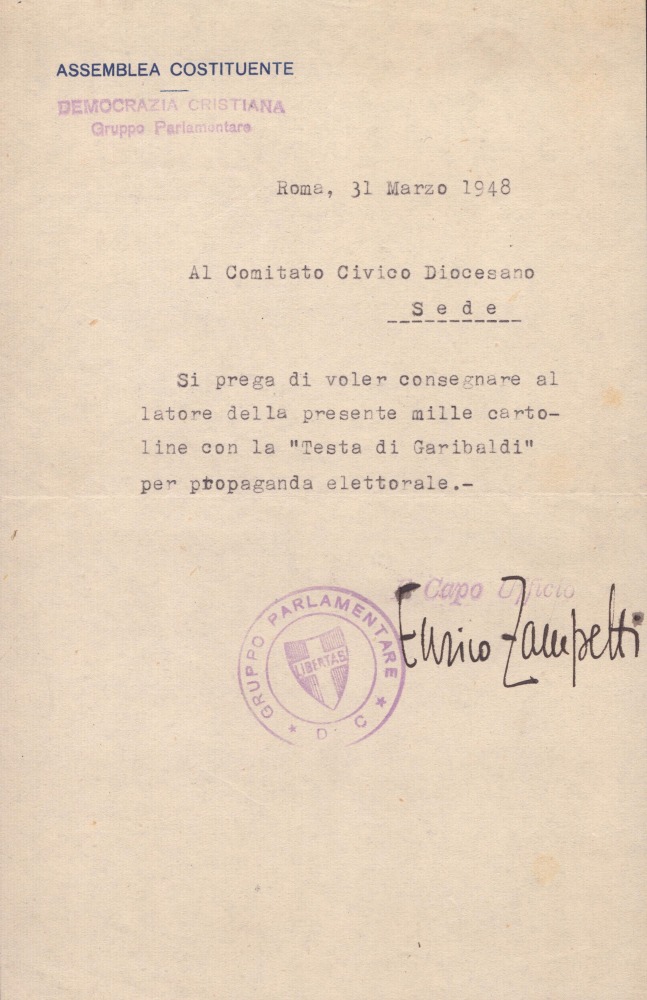 ASSEMBLEA COSTITUENTE
DEMOCRAZIA CRISTIANA
Gruppo Parlamentare
Roma, 31 Marzo 1948
Al Comitato Civico Diocesano
S e d e
Si prega di voler consegnare al
latore della presente mille carto-
line con la "Testa di Garibaldi"
per propaganda elettorale.-
Capo Ufficio
Enrico Zampetti
GRUPPO PARLAMENTARE
LIBERTAS
★ D. C ★